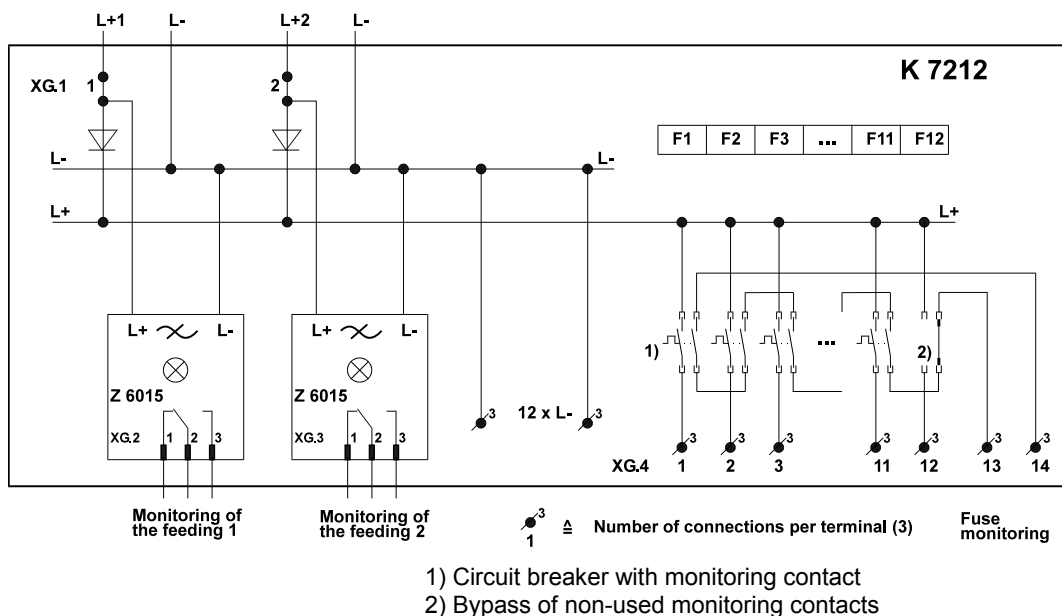 L+1 L- L+2 L-
K 7212
XG.1 1 2
F1 F2 F3 ... F11 F12
L- L-
L+ L+
L+ L- L+ L-
1) ... 2)
Z 6015 Z 6015
3 12 x L- 3
XG.2 1 2 3 XG.3 1 2 3
3 3 3 3 3 3 3
XG.4 1 2 3 11 12 13 14
Monitoring of
the feeding 1
Monitoring of
the feeding 2
3
1 ≙ Number of connections per terminal (3)
Fuse
monitoring
1) Circuit breaker with monitoring contact
2) Bypass of non-used monitoring contacts